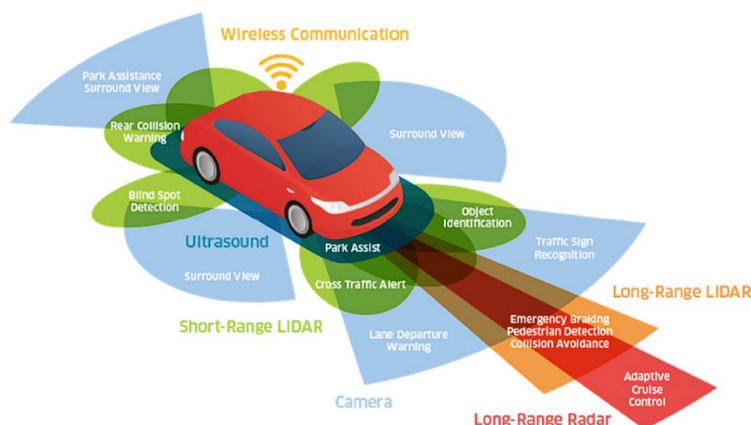 Wireless Communication
Park Assistance
Surround View
Rear Collision
Warning
Surround View
Blind Spot
Detection
Object
Identification
Ultrasound
Park Assist
Traffic Sign
Recognition
Surround View
Cross Traffic Alert
Long-Range LIDAR
Short-Range LIDAR
Emergency Braking
Pedestrian Detection
Collision Avoidance
Lane Departure
Warning
Adaptive
Cruise
Control
Camera
Long-Range Radar